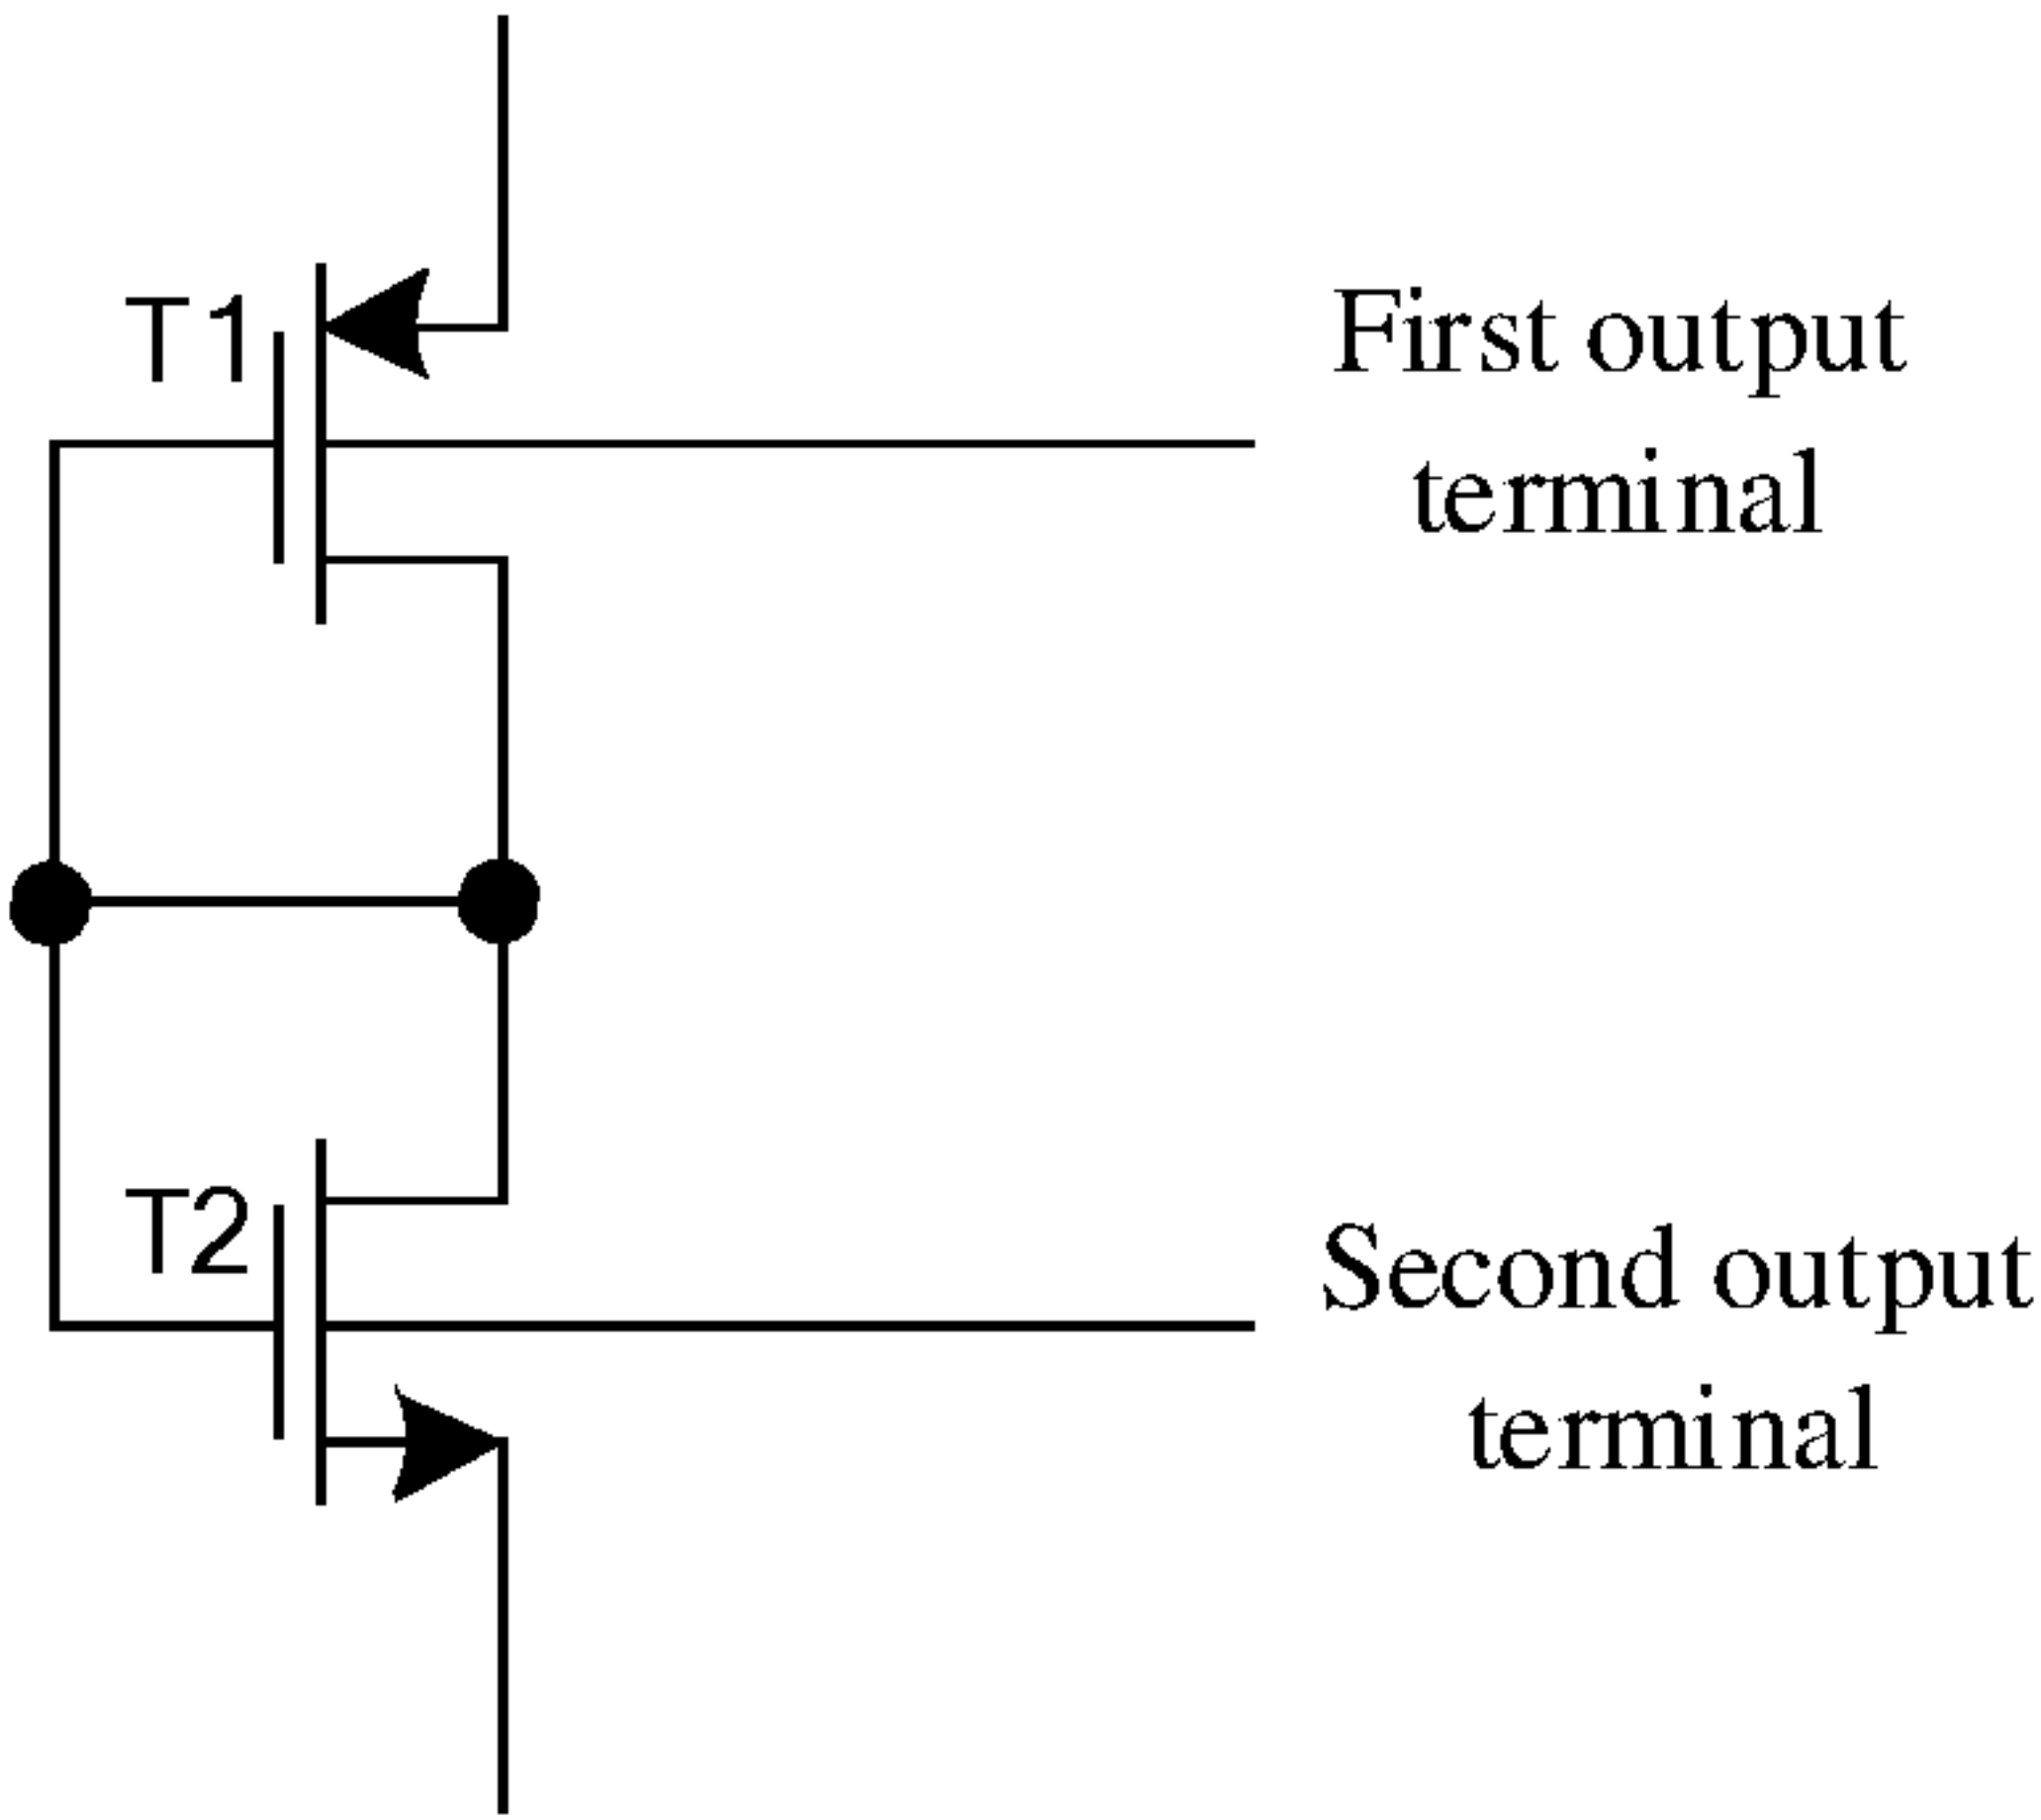 T1
First output
terminal
T2
Second output
terminal